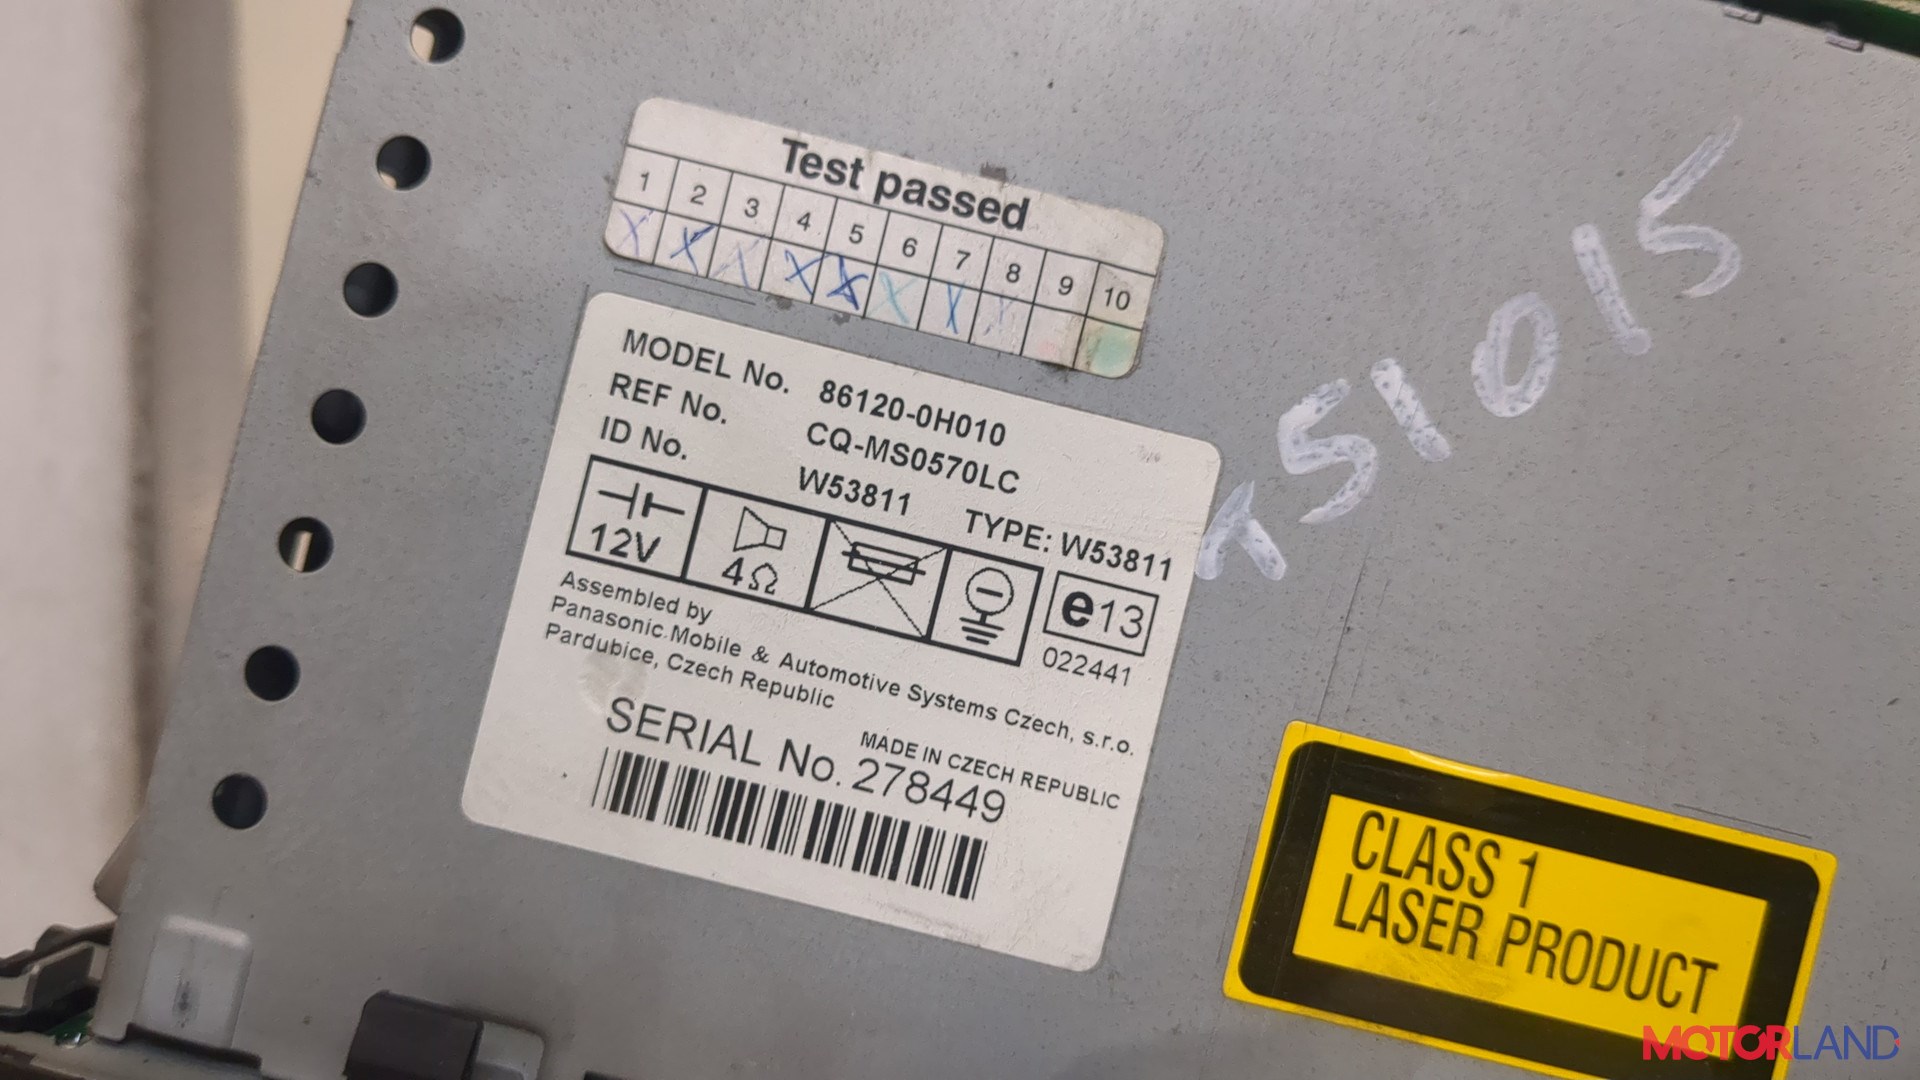 Test passed
1 2 3 4 5 6 7 8 9 10
X X X X X X X X
MODEL No. 86120-0H010
REF No. CQ-MS0570LC
ID No. W53811 TYPE: W53811
12V 4Ω e13
022441
Assembled by
Panasonic Mobile & Automotive Systems Czech, s.r.o.
Pardubice, Czech Republic
MADE IN CZECH REPUBLIC
SERIAL No. 278449
51015
CLASS 1
LASER PRODUCT
MOTORLAND